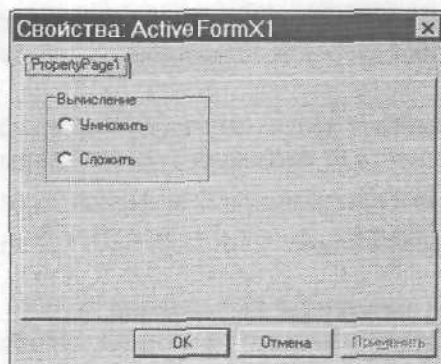 Свойства: ActiveFormX1
PropertyPage1
Вычисление
Умножить
Сложить
OK
Отмена
Применить